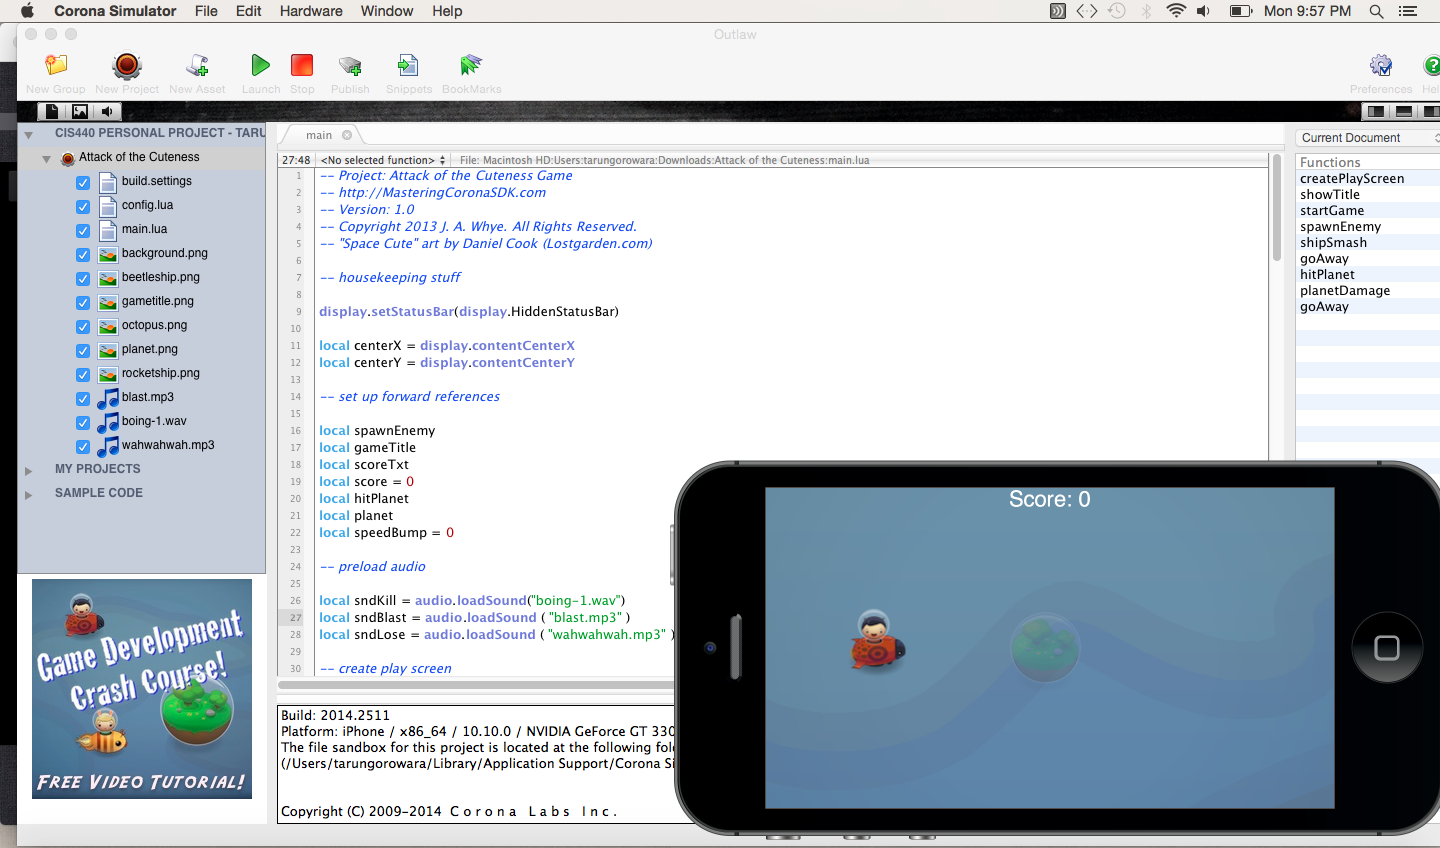 Corona Simulator File Edit Hardware Window Help Mon 9:57 PM
Outlaw
New Group New Project New Asset Launch Stop Publish Snippets BookMarks Preferences Hel
CIS440 PERSONAL PROJECT - TARU
Attack of the Cuteness
build.settings
config.lua
main.lua
background.png
beetleship.png
gametitle.png
octopus.png
planet.png
rocketship.png
blast.mp3
boing-1.wav
wahwahwah.mp3
MY PROJECTS
SAMPLE CODE
Game Development
Crash Course!
FREE VIDEO TUTORIAL!
main
27:48 <No selected function> File: Macintosh HD:Users:tarungorowara:Downloads:Attack of the Cuteness:main.lua
1 -- Project: Attack of the Cuteness Game
2 -- http://MasteringCoronaSDK.com
3 -- Version: 1.0
4 -- Copyright 2013 J. A. Whye. All Rights Reserved.
5 -- "Space Cute" art by Daniel Cook (Lostgarden.com)
6
7 -- housekeeping stuff
8
9 display.setStatusBar(display.HiddenStatusBar)
10
11 local centerX = display.contentCenterX
12 local centerY = display.contentCenterY
13
14 -- set up forward references
15
16 local spawnEnemy
17 local gameTitle
18 local scoreTxt
19 local score = 0
20 local hitPlanet
21 local planet
22 local speedBump = 0
23
24 -- preload audio
25
26 local sndKill = audio.loadSound("boing-1.wav")
27 local sndBlast = audio.loadSound ( "blast.mp3" )
28 local sndLose = audio.loadSound ( "wahwahwah.mp3" )
29
30 -- create play screen
Build: 2014.2511
Platform: iPhone / x86_64 / 10.10.0 / NVIDIA GeForce GT 330
The file sandbox for this project is located at the following fol
(/Users/tarungorowara/Library/Application Support/Corona Si
Copyright (C) 2009-2014 C o r o n a L a b s I n c .
Current Document
Functions
createPlayScreen
showTitle
startGame
spawnEnemy
shipSmash
goAway
hitPlanet
planetDamage
goAway
Score: 0